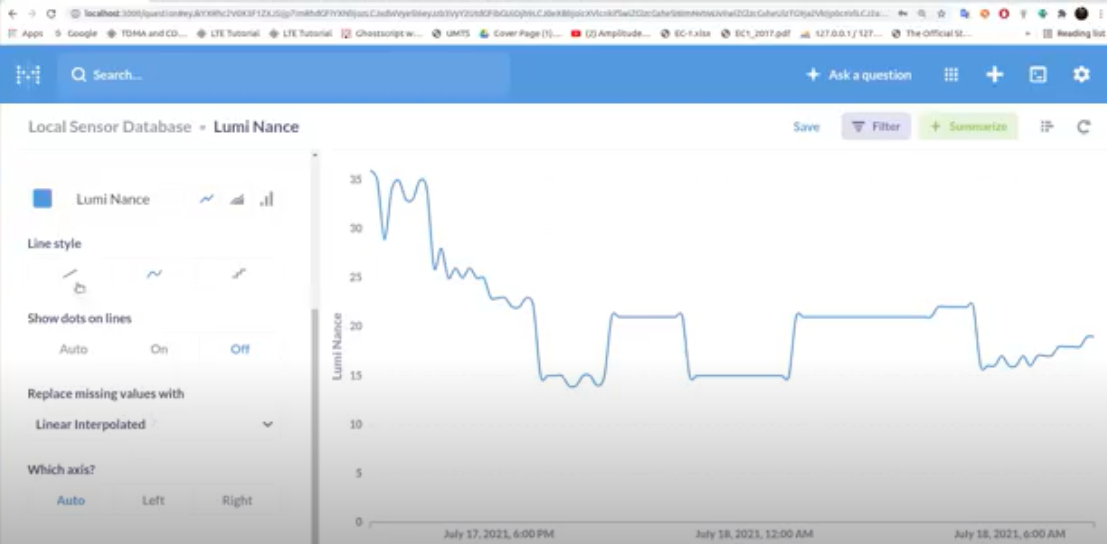 localhost:3000/question#
Apps Google TDMA and CD... LTE Tutorial LTE Tutorial Ghostscript w... UMTS Cover Page (1)... (2) Amplitude... EC-1.xlsx EC1_2017.pdf 127.0.0.1 / 127... The Official St... » Reading list
Search...
Ask a question
Local Sensor Database • Lumi Nance
Save
Filter
Summarize
Lumi Nance
Line style
Show dots on lines
Auto On Off
Replace missing values with
Linear Interpolated
Which axis?
Auto Left Right
Lumi Nance
35
30
25
20
15
10
5
0
July 17, 2021, 6:00 PM July 18, 2021, 12:00 AM July 18, 2021, 6:00 AM